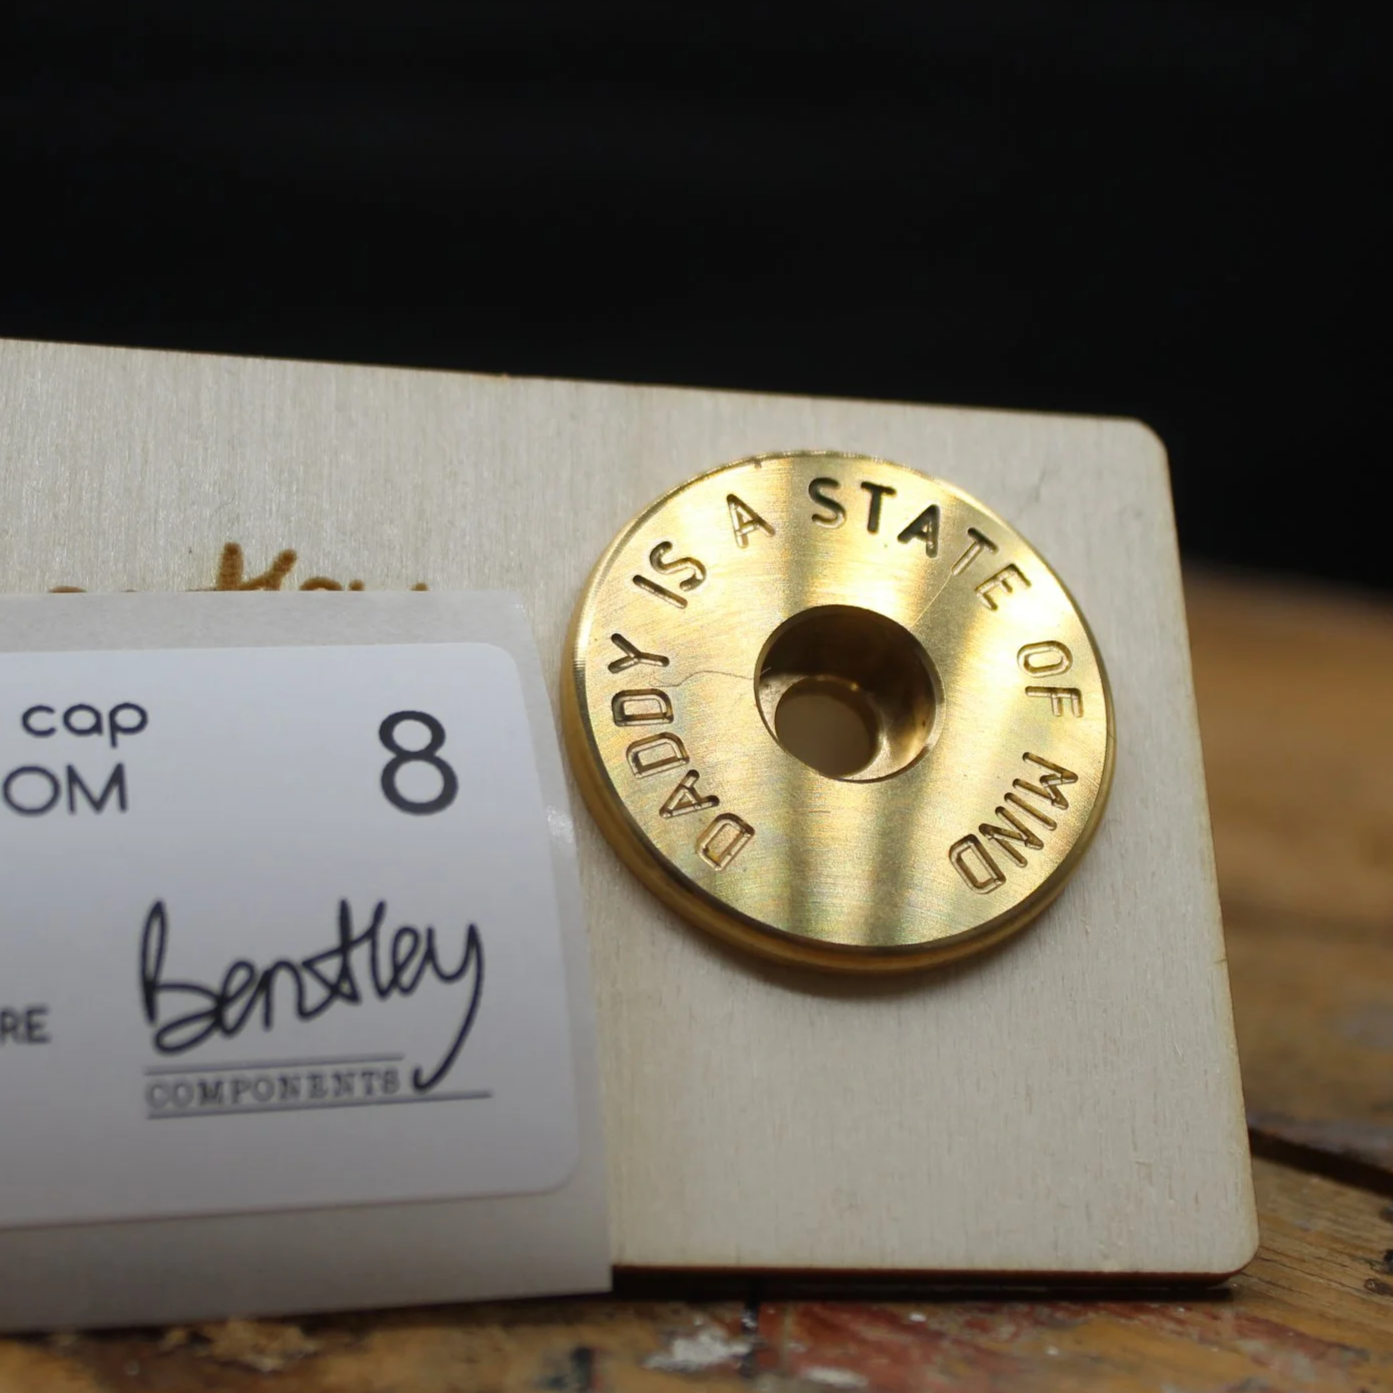 cap
OM
8
RE
Bentley
COMPONENTS
DADDY IS A STATE OF MIND